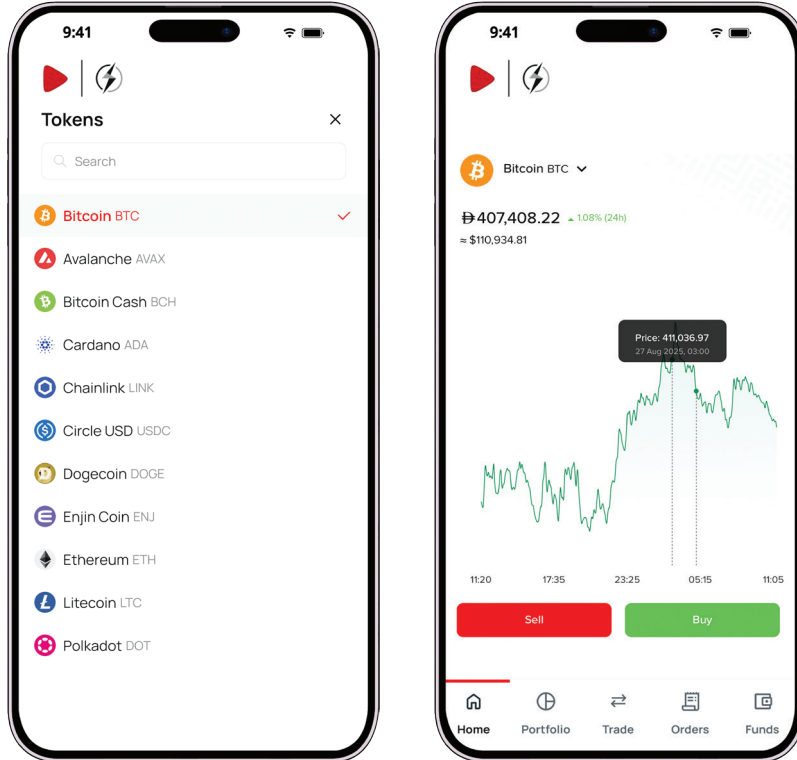 9:41
Tokens
Search
Bitcoin BTC
Avalanche AVAX
Bitcoin Cash BCH
Cardano ADA
Chainlink LINK
Circle USD USDC
Dogecoin DOGE
Enjin Coin ENJ
Ethereum ETH
Litecoin LTC
Polkadot DOT
9:41
Bitcoin BTC
407,408.22 1.08% (24h)
≈ $110,934.81
Price: 411,036.97
27 Aug 2025, 03:00
11:20 17:35 23:25 05:15 11:05
Sell Buy
Home Portfolio Trade Orders Funds